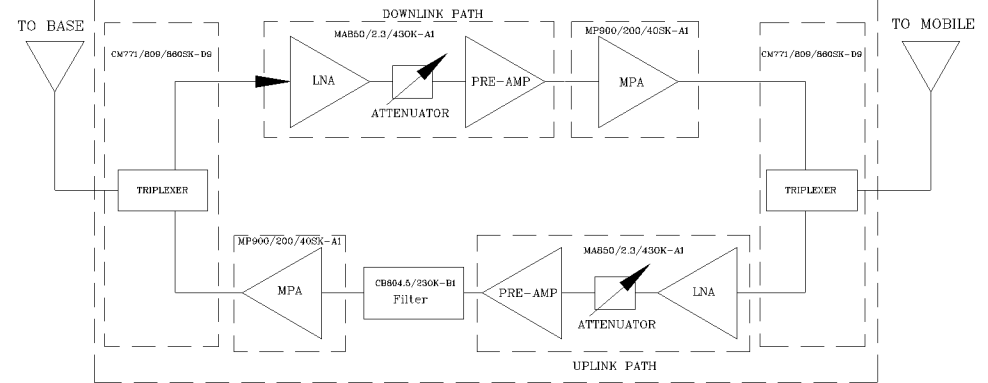 DOWNLINK PATH
TO BASE
TO MOBILE
MA850/2.3/430K-A1
MP900/200/40SK-A1
CM771/809/860SK-D9
CM771/809/860SK-D9
LNA
ATTENUATOR
PRE-AMP
MPA
TRIPLEXER
TRIPLEXER
MP900/200/40SK-A1
MPA
CB804.5/230K-B1
Filter
MA850/2.3/430K-A1
PRE-AMP
ATTENUATOR
LNA
UPLINK PATH